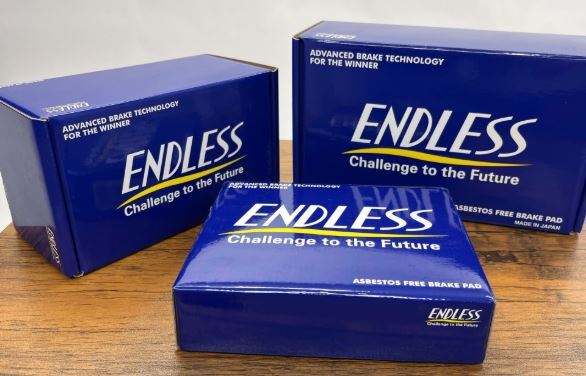 ADVANCED BRAKE TECHNOLOGY
FOR THE WINNER
ENDLESS
Challenge to the Future
ADVANCED BRAKE TECHNOLOGY
FOR THE WINNER
ENDLESS
Challenge to the Future
ASBESTOS FREE BRAKE PAD
MADE IN JAPAN
ADVANCED BRAKE TECHNOLOGY
FOR THE WINNER
ENDLESS
Challenge to the Future
ASBESTOS FREE BRAKE PAD
ENDLESS
Challenge to the Future
ENDLESS
ENDLESS